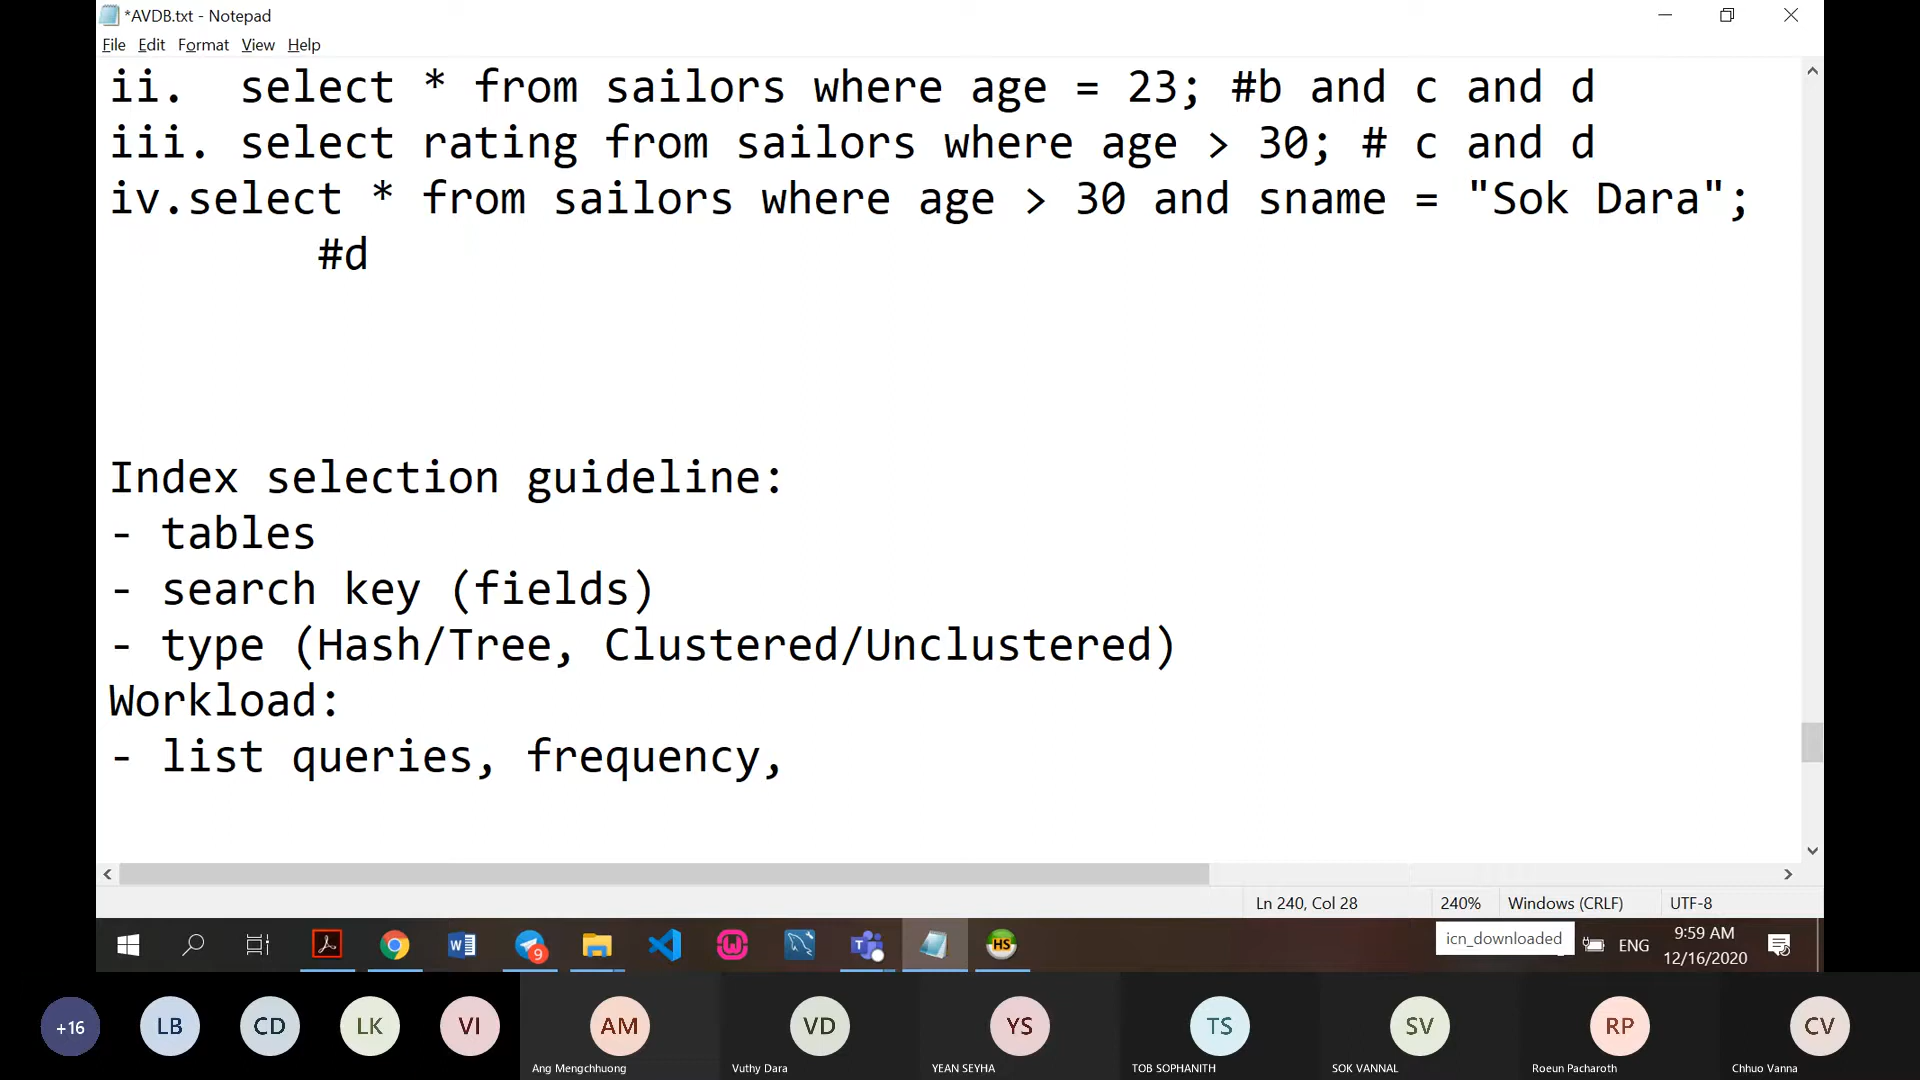 *AVDB.txt - Notepad
File Edit Format View Help
ii.  select * from sailors where age = 23; #b and c and d
iii. select rating from sailors where age > 30; # c and d
iv.select * from sailors where age > 30 and sname = "Sok Dara";
#d
Index selection guideline:
- tables
- search key (fields)
- type (Hash/Tree, Clustered/Unclustered)
Workload:
- list queries, frequency,
Ln 240, Col 28 240% Windows (CRLF) UTF-8
icn_downloaded
9 HS ENG
9:59 AM
12/16/2020
+16 LB CD LK VI AM VD YS TS SV RP CV
Ang Mengchhuong Vuthy Dara YEAN SEYHA TOB SOPHANITH SOK VANNAL Roeun Pacharoth Chhuo Vanna